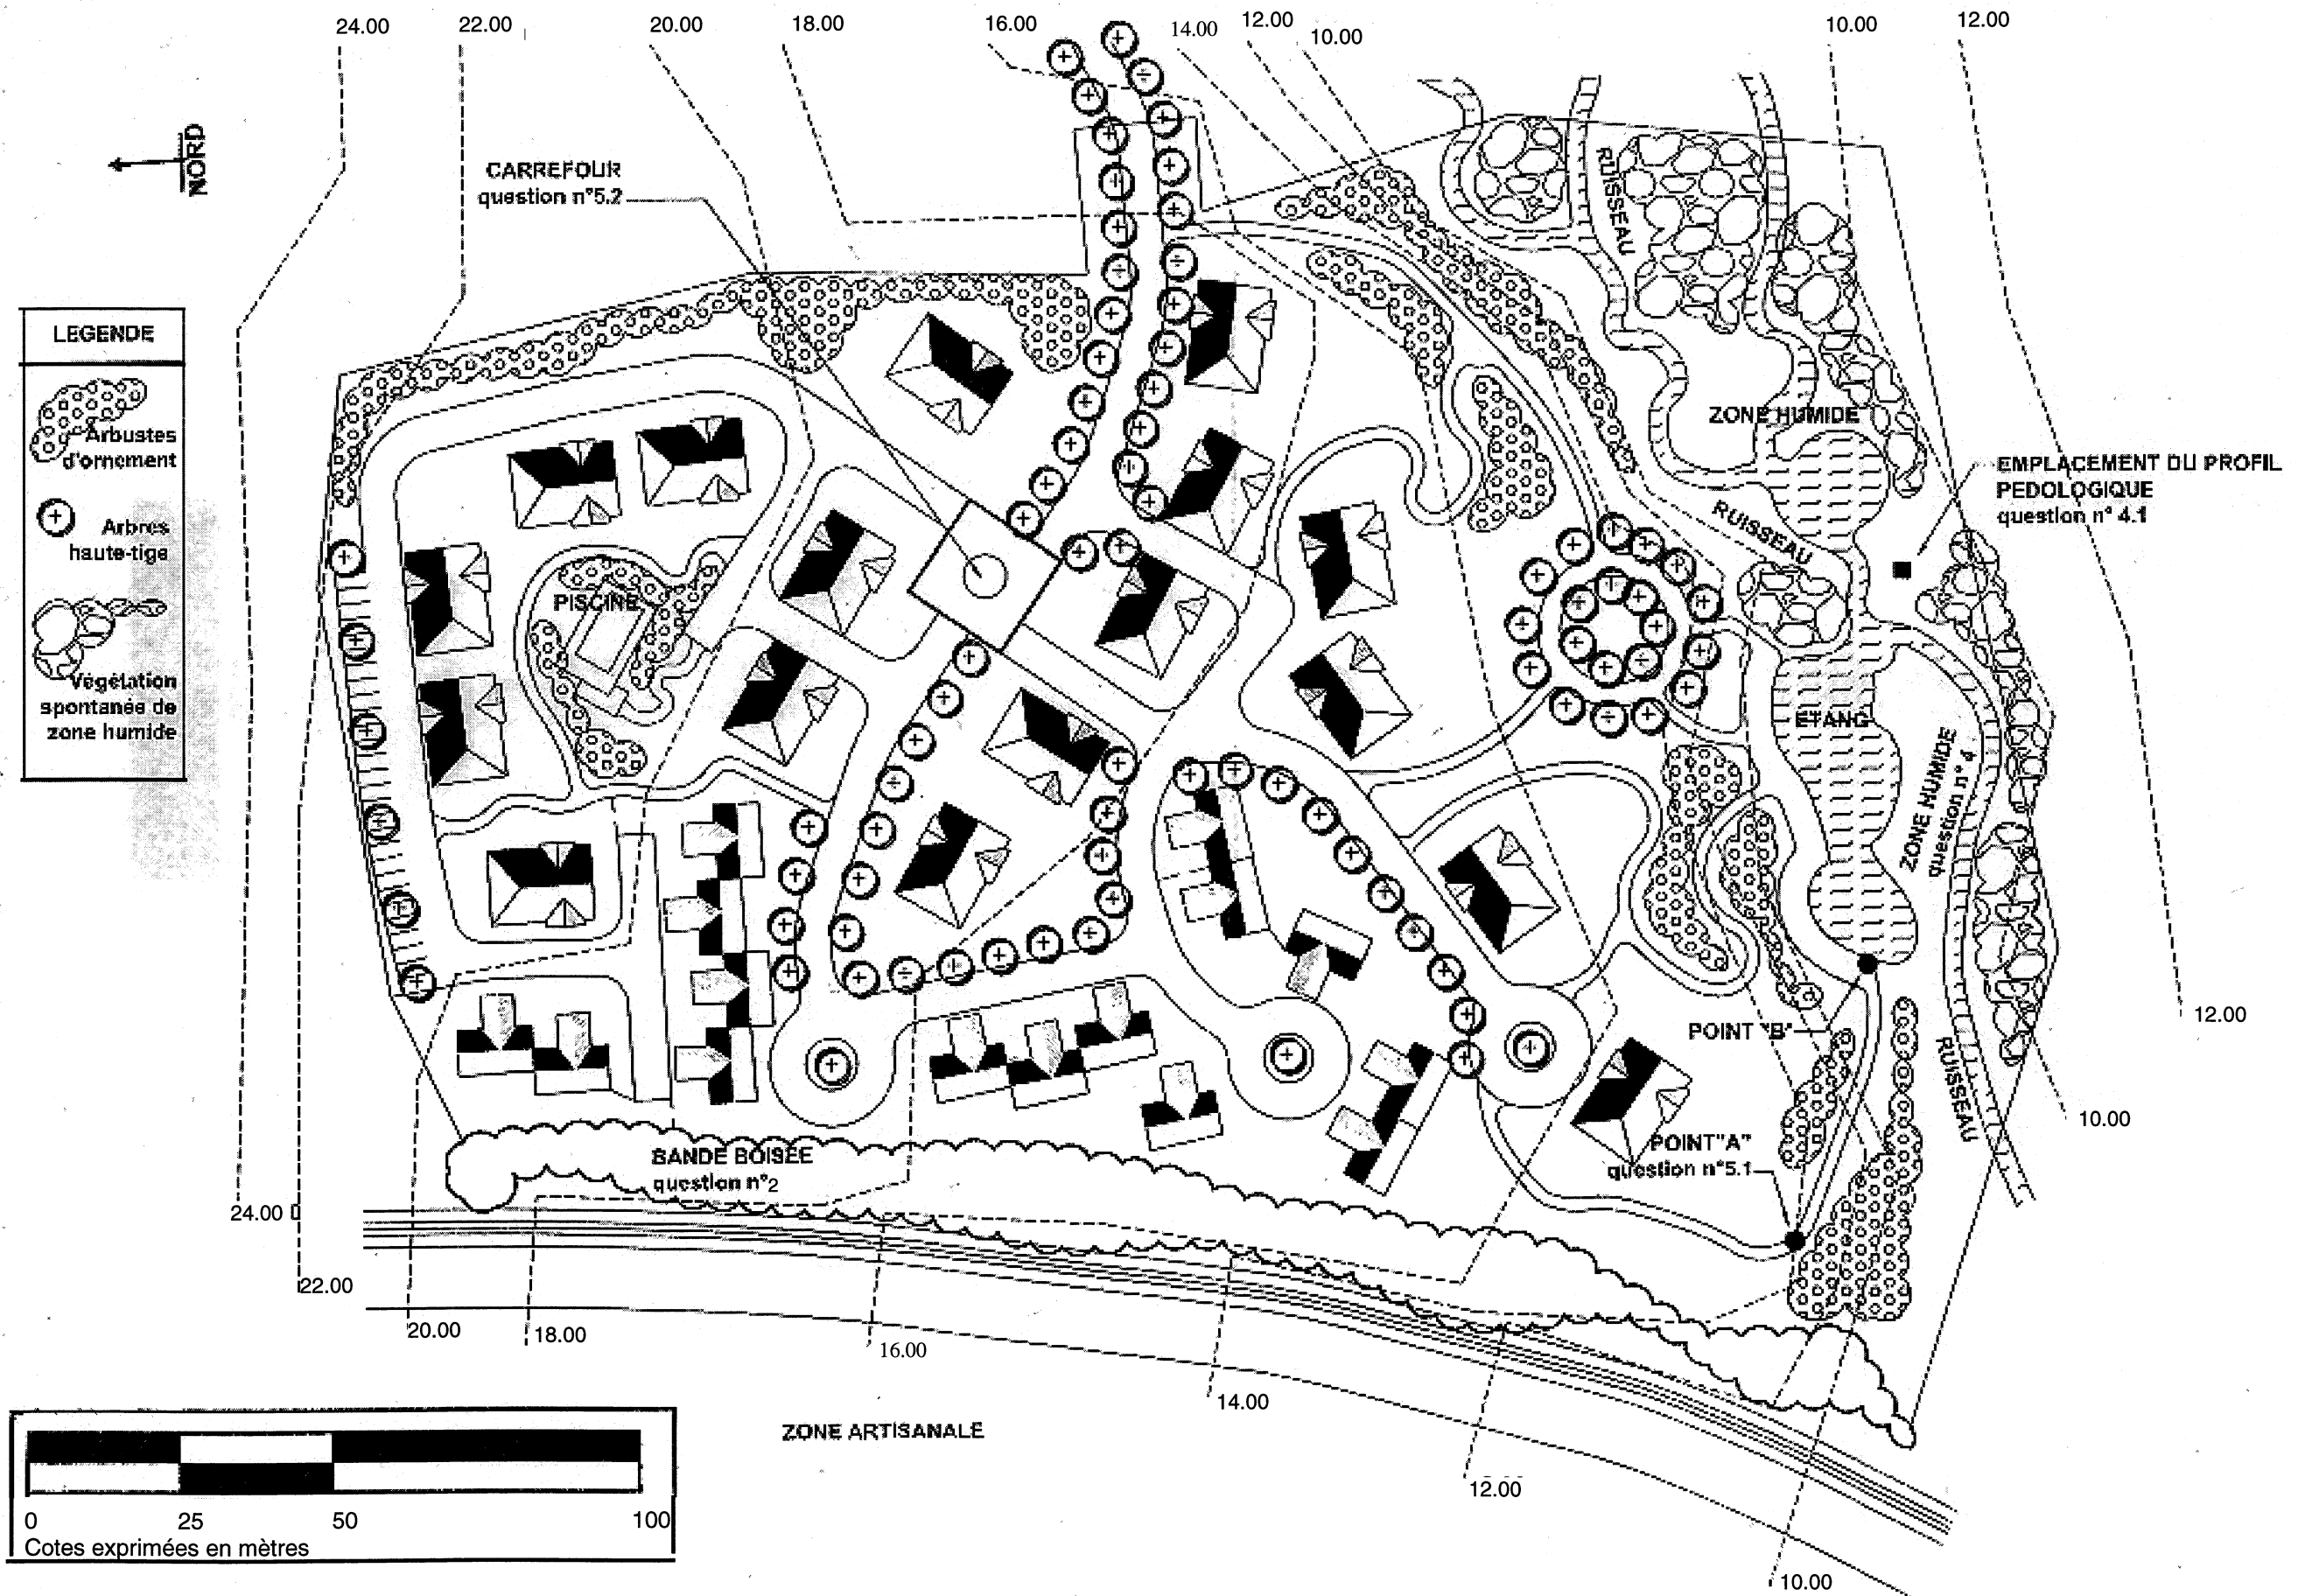 24.00
22.00
20.00
18.00
16.00
14.00
12.00
10.00
10.00
12.00
NORD
CARREFOUR
question n°5.2
RUISSEAU
LEGENDE
Arbustes
d'ornement
Arbres
haute-tige
Végétation
spontanée de
zone humide
ZONE HUMIDE
EMPLACEMENT DU PROFIL
PEDOLOGIQUE
question n° 4.1
RUISSEAU
PISCINE
ETANG
ZONE HUMIDE
question n° 4
POINT "B"
12.00
RUISSEAU
10.00
POINT"A"
question n°5.1
BANDE BOISEE
question n°2
24.00
22.00
20.00
18.00
16.00
14.00
12.00
10.00
ZONE ARTISANALE
0 25 50 100
Cotes exprimées en mètres